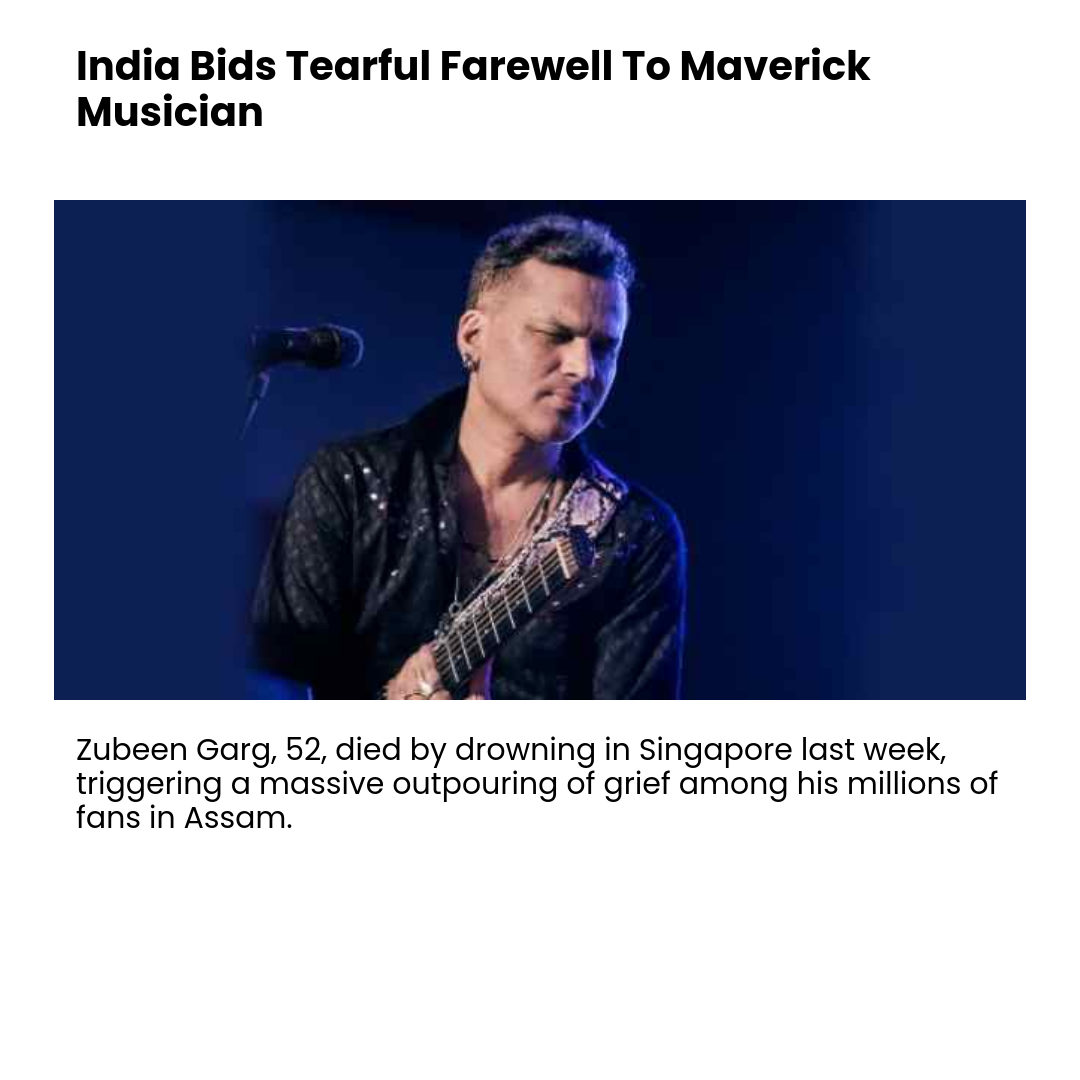 India Bids Tearful Farewell To Maverick
Musician
Zubeen Garg, 52, died by drowning in Singapore last week,
triggering a massive outpouring of grief among his millions of
fans in Assam.